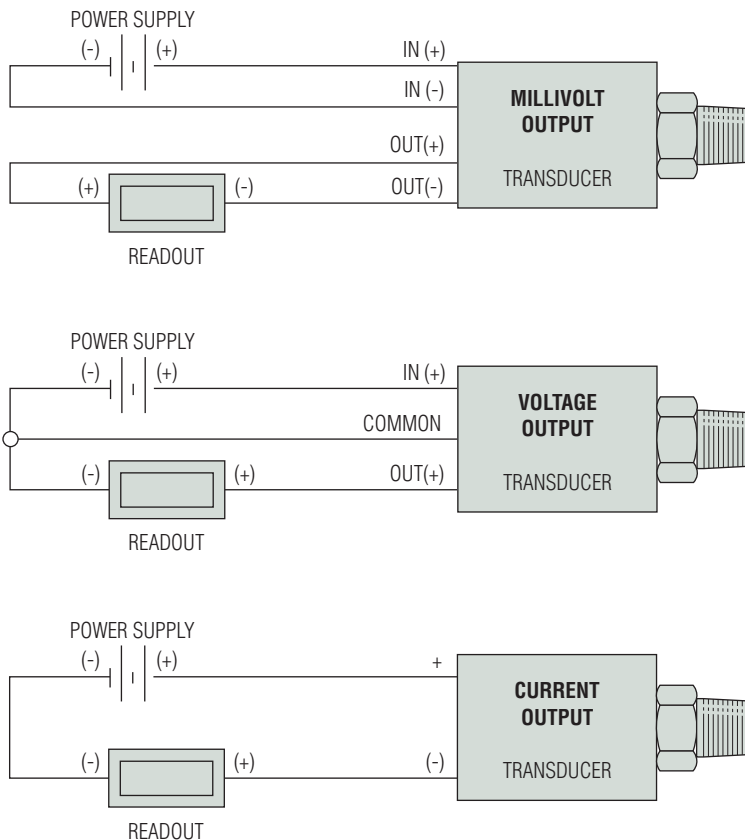 POWER SUPPLY
(-) (+) IN (+)
IN (-)
MILLIVOLT
OUTPUT
TRANSDUCER
OUT(+)
(+) (-) OUT(-)
READOUT
POWER SUPPLY
(-) (+) IN (+)
COMMON
VOLTAGE
OUTPUT
TRANSDUCER
(-) (+) OUT(+)
READOUT
POWER SUPPLY
(-) (+) +
CURRENT
OUTPUT
TRANSDUCER
(-) (+) (-)
READOUT